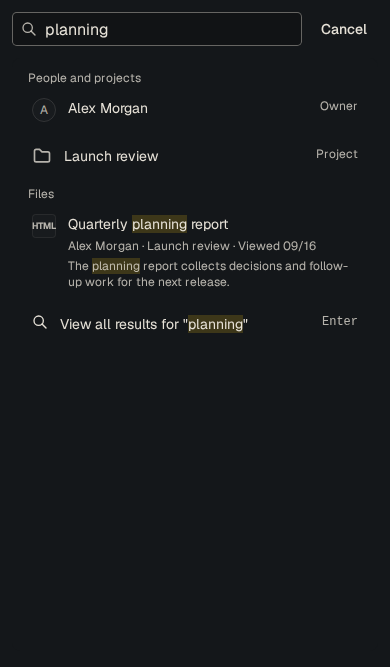 planning
Cancel
People and projects
A
Alex Morgan
Owner
Launch review
Project
Files
HTML
Quarterly planning report
Alex Morgan · Launch review · Viewed 09/16
The planning report collects decisions and follow-
up work for the next release.
View all results for "planning"
Enter